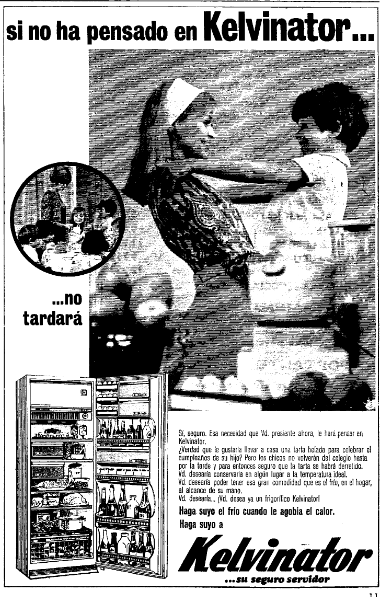 si no ha pensado en Kelvinator...
...no
tardará
Sí, seguro. Esa necesidad que Vd. presiente ahora, le hará pensar en
Kelvinator.
¿Verdad que le gustaría llevar a casa una tarta helada para celebrar el
cumpleaños de su hijo? Pero los chicos no volverán del colegio hasta
por la tarde y para entonces seguro que la tarta se habrá derretido.
Vd. desearía conservarla en algún lugar a la temperatura ideal.
Vd. desearía poder tener esa gran comodidad que es el frío, en el hogar,
al alcance de su mano.
Vd. desearía... ¡Vd. desea ya un frigorífico Kelvinator!
Haga suyo el frío cuando le agobia el calor.
Haga suyo a
Kelvinator
...su seguro servidor